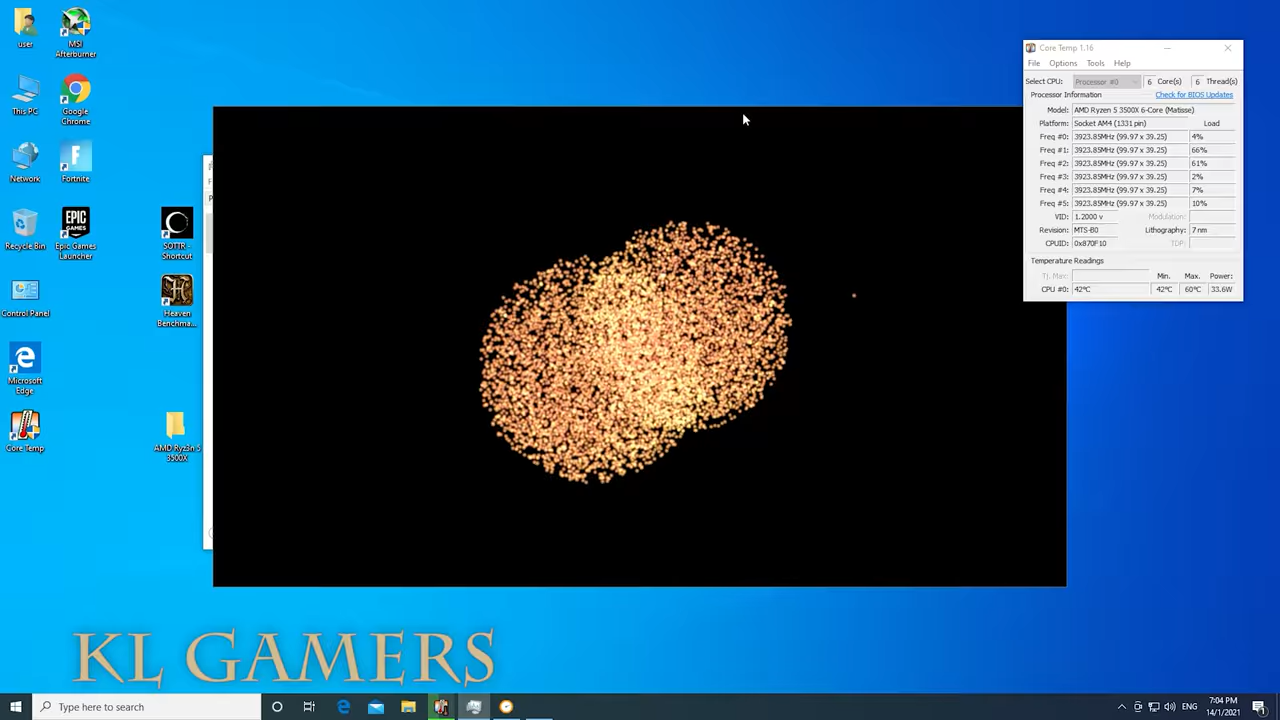 user
MSI
Afterburner
This PC
Google
Chrome
Network
Fortnite
Recycle Bin
EPIC
GAMES
Epic Games
Launcher
SOTTR -
Shortcut
Control Panel
Heaven
Benchma...
Microsoft
Edge
Core Temp
AMD Ryz3n 5
3500X
Core Temp 1.16
File Options Tools Help
Select CPU: Processor #0 6 Core(s) 6 Thread(s)
Processor Information Check for BIOS Updates
Model: AMD Ryzen 5 3500X 6-Core (Matisse)
Platform: Socket AM4 (1331 pin) Load
Freq #0: 3923.85MHz (99.97 x 39.25) 4%
Freq #1: 3923.85MHz (99.97 x 39.25) 66%
Freq #2: 3923.85MHz (99.97 x 39.25) 61%
Freq #3: 3923.85MHz (99.97 x 39.25) 2%
Freq #4: 3923.85MHz (99.97 x 39.25) 7%
Freq #5: 3923.85MHz (99.97 x 39.25) 10%
VID: 1.2000 v Modulation:
Revision: MTS-B0 Lithography: 7 nm
CPUID: 0x870F10 TDP:
Temperature Readings
Tj. Max: Min. Max. Power:
CPU #0: 42°C 42°C 60°C 33.6W
KL GAMERS
Type here to search
ENG
7:04 PM
14/1/2021